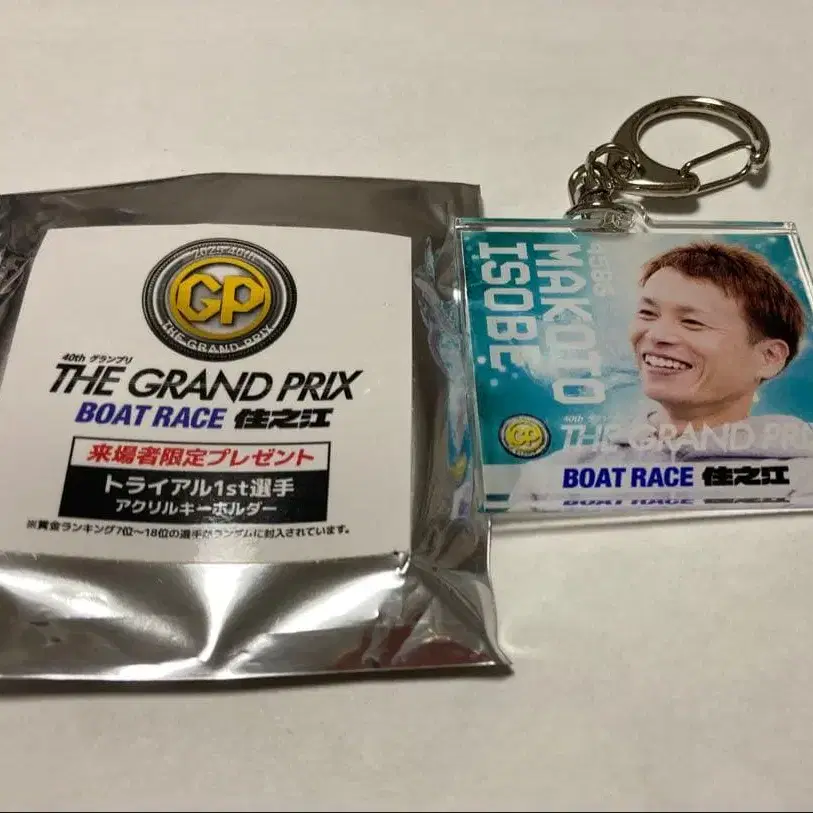 2025 40th
GP
THE GRAND PRIX
40th グランプリ
THE GRAND PRIX
BOAT RACE 住之江
来場者限定プレゼント
トライアル1st選手
アクリルキーホルダー
※賞金ランキング7位〜18位の選手がランダムに封入されています。
4586
MAKOTO
ISOBE
GP
40th グランプリ
THE GRAND PRI
BOAT RACE 住之江